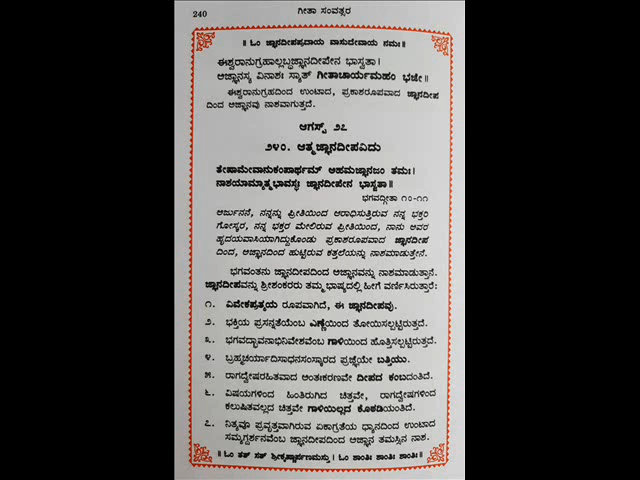 240
ಗೀತಾ ಸಂವತ್ಸರ
॥ ಓಂ ಜ್ಞಾನದೀಪಪ್ರದಾಯ ವಾಸುದೇವಾಯ ನಮಃ॥
ಈಶ್ವರಾನುಗ್ರಹಾಲ್ಲಬ್ಧಜ್ಞಾನದೀಪೇನ ಭಾಸ್ವತಾ।
ಅಜ್ಞಾನಸ್ಯ ವಿನಾಶಃ ಸ್ಯಾತ್ ಗೀತಾಚಾರ್ಯಮಹಂ ಭಜೇ॥
ಈಶ್ವರಾನುಗ್ರಹದಿಂದ ಉಂಟಾದ, ಪ್ರಕಾಶರೂಪವಾದ ಜ್ಞಾನದೀಪ
ದಿಂದ ಅಜ್ಞಾನವು ನಾಶವಾಗುತ್ತದೆ.
ಆಗಸ್ಟ್ ೨೭
೨೪೦. ಆತ್ಮಜ್ಞಾನದೀಪವಿದು
ತೇಷಾಮೇವಾನುಕಂಪಾರ್ಥಮ್ ಅಹಮಜ್ಞಾನಜಂ ತಮಃ।
ನಾಶಯಾಮ್ಯಾತ್ಮಭಾವಸ್ಥಃ ಜ್ಞಾನದೀಪೇನ ಭಾಸ್ವತಾ॥
ಭಗವದ್ಗೀತಾ ೧೦-೧೧
ಅರ್ಜುನನೆ, ನನ್ನನ್ನು ಪ್ರೀತಿಯಿಂದ ಆರಾಧಿಸುತ್ತಿರುವ ನನ್ನ ಭಕ್ತರಿ
ಗೋಸ್ಕರ, ನನ್ನ ಭಕ್ತರ ಮೇಲಿರುವ ಪ್ರೀತಿಯಿಂದ, ನಾನು ಅವರ
ಹೃದಯವಾಸಿಯಾಗಿದ್ದುಕೊಂಡು ಪ್ರಕಾಶರೂಪವಾದ ಜ್ಞಾನದೀಪ
ದಿಂದ, ಅಜ್ಞಾನದಿಂದ ಹುಟ್ಟಿರುವ ಕತ್ತಲೆಯನ್ನು ನಾಶಮಾಡುತ್ತೇನೆ.
ಭಗವಂತನು ಜ್ಞಾನದೀಪದಿಂದ ಅಜ್ಞಾನವನ್ನು ನಾಶಮಾಡುತ್ತಾನೆ.
ಜ್ಞಾನದೀಪವನ್ನು ಶ್ರೀಶಂಕರರು ತಮ್ಮ ಭಾಷ್ಯದಲ್ಲಿ ಹೀಗೆ ವರ್ಣಿಸಿರುತ್ತಾರೆ:
೧. ವಿವೇಕಪ್ರತ್ಯಯ ರೂಪವಾಗಿದೆ, ಈ ಜ್ಞಾನದೀಪವು.
೨. ಭಕ್ತಿಯ ಪ್ರಸನ್ನತೆಯೆಂಬ ಎಣ್ಣೆಯಿಂದ ತೋಯಿಸಲ್ಪಟ್ಟಿರುತ್ತದೆ.
೩. ಭಗವದ್ಭಾವನಾಭಿನಿವೇಶವೆಂಬ ಗಾಳಿಯಿಂದ ಹೊತ್ತಿಸಲ್ಪಟ್ಟಿರುತ್ತದೆ.
೪. ಬ್ರಹ್ಮಚರ್ಯಾದಿಸಾಧನಸಂಸ್ಕಾರದ ಪ್ರಜ್ಞೆಯೇ ಬತ್ತಿಯು.
೫. ರಾಗದ್ವೇಷರಹಿತವಾದ ಅಂತಃಕರಣವೇ ದೀಪದ ಕಂಬದಂತಿದೆ.
೬. ವಿಷಯಗಳಿಂದ ಹಿಂತಿರುಗಿದ ಚಿತ್ತವೇ, ರಾಗದ್ವೇಷಗಳಿಂದ
ಕಲುಷಿತವಲ್ಲದ ಚಿತ್ತವೇ ಗಾಳಿಯಿಲ್ಲದ ಕೊಠಡಿಯಂತಿದೆ.
೭. ನಿತ್ಯವೂ ಪ್ರವೃತ್ತವಾಗಿರುವ ಏಕಾಗ್ರತೆಯ ಧ್ಯಾನದಿಂದ ಉಂಟಾದ
ಸಮ್ಯಗ್ದರ್ಶನವೆಂಬ ಜ್ಞಾನದೀಪದಿಂದ ಅಜ್ಞಾನ ತಮಸ್ಸಿನ ನಾಶ.
॥ ಓಂ ತತ್ ಸತ್ ಶ್ರೀಕೃಷ್ಣಾರ್ಪಣಮಸ್ತು। ಓಂ ಶಾಂತಿಃ ಶಾಂತಿಃ ಶಾಂತಿಃ॥